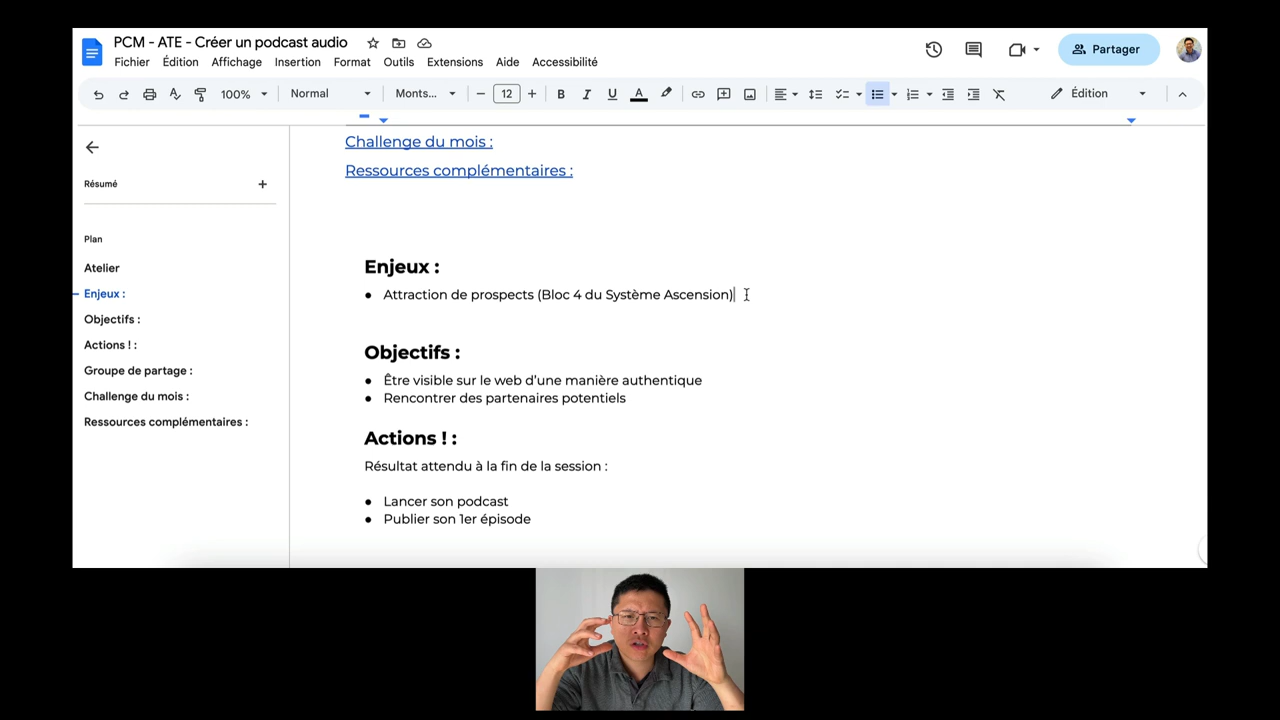 PCM - ATE - Créer un podcast audio
Fichier Édition Affichage Insertion Format Outils Extensions Aide Accessibilité
Partager
100% Normal Monts... 12 B I U A Édition
Challenge du mois :
Ressources complémentaires :
Résumé
Plan
Atelier
Enjeux :
Objectifs :
Actions ! :
Groupe de partage :
Challenge du mois :
Ressources complémentaires :
Enjeux :
Attraction de prospects (Bloc 4 du Système Ascension)
Objectifs :
Être visible sur le web d'une manière authentique
Rencontrer des partenaires potentiels
Actions ! :
Résultat attendu à la fin de la session :
Lancer son podcast
Publier son 1er épisode